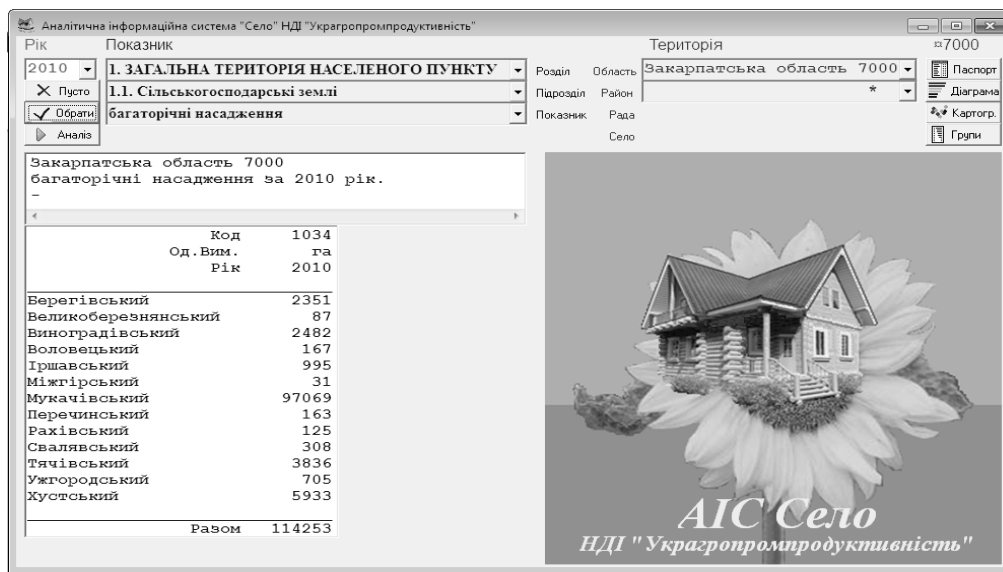 Аналітична інформаційна система "Село" НДІ "Украгропромпродуктивність"
Рік Показник Територія ¤7000
2010 1. ЗАГАЛЬНА ТЕРИТОРІЯ НАСЕЛЕНОГО ПУНКТУ Розділ Область Закарпатська область 7000 Паспорт
Пусто 1.1. Сільськогосподарські землі Підрозділ Район * Діаграма
Обрати багаторічні насадження Показник Рада Картогр.
Аналіз Село Групи
Закарпатська область 7000
багаторічні насадження за 2010 рік.
-
Код 1034
Од.Вим. га
Рік 2010
Берегівський 2351
Великоберезнянський 87
Виноградівський 2482
Воловецький 167
Іршавський 995
Міжгірський 31
Мукачівський 97069
Перечинський 163
Рахівський 125
Свалявський 308
Тячівський 3836
Ужгородський 705
Хустський 5933
Разом 114253
АІС Село
НДІ "Украгропромпродуктивність"